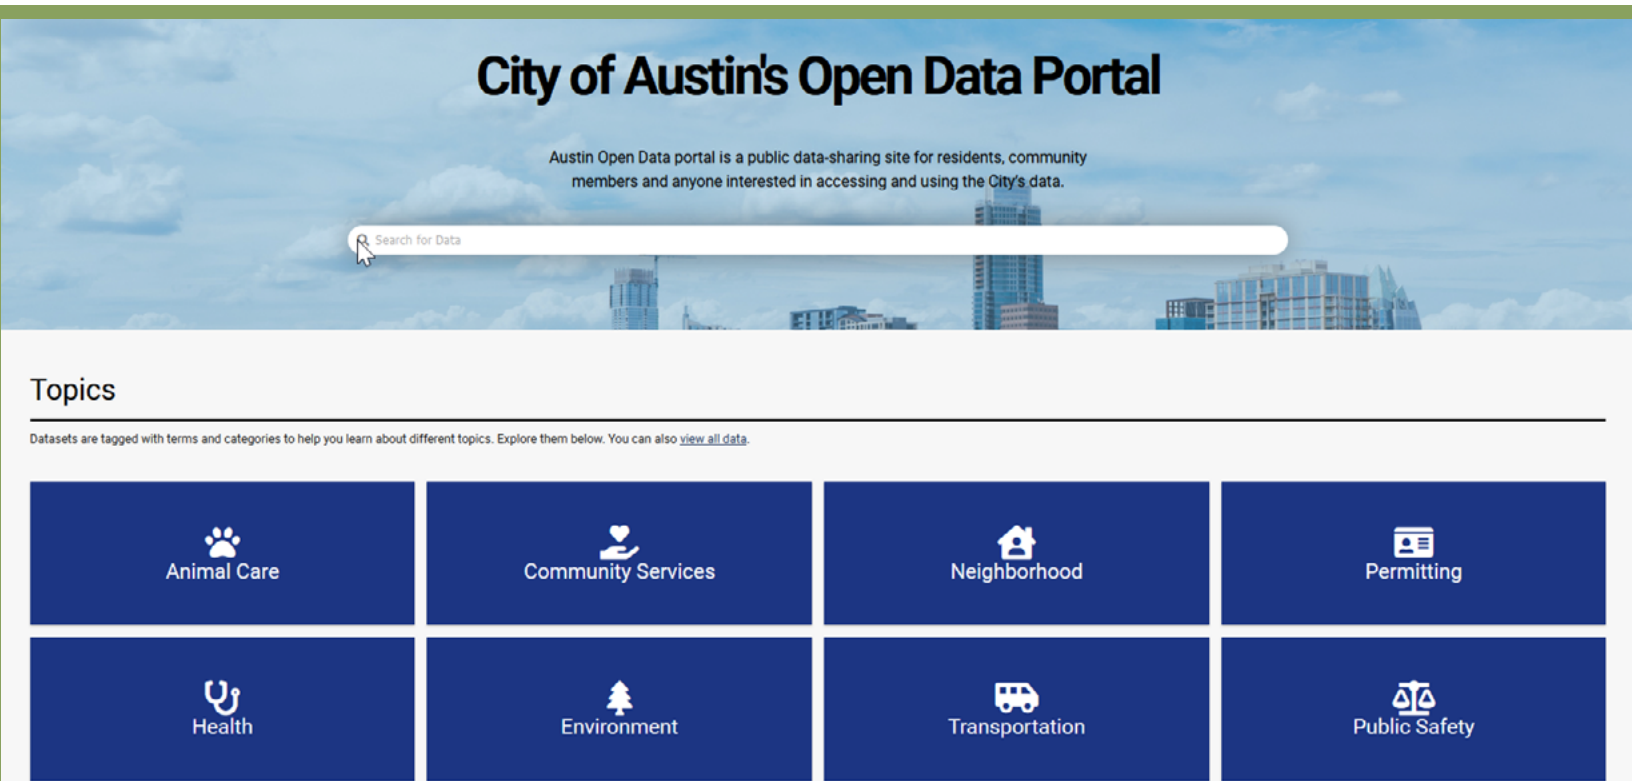 City of Austin's Open Data Portal
Austin Open Data portal is a public data-sharing site for residents, community
members and anyone interested in accessing and using the City's data.
Search for Data
Topics
Datasets are tagged with terms and categories to help you learn about different topics. Explore them below. You can also view all data.
Animal Care
Community Services
Neighborhood
Permitting
Health
Environment
Transportation
Public Safety